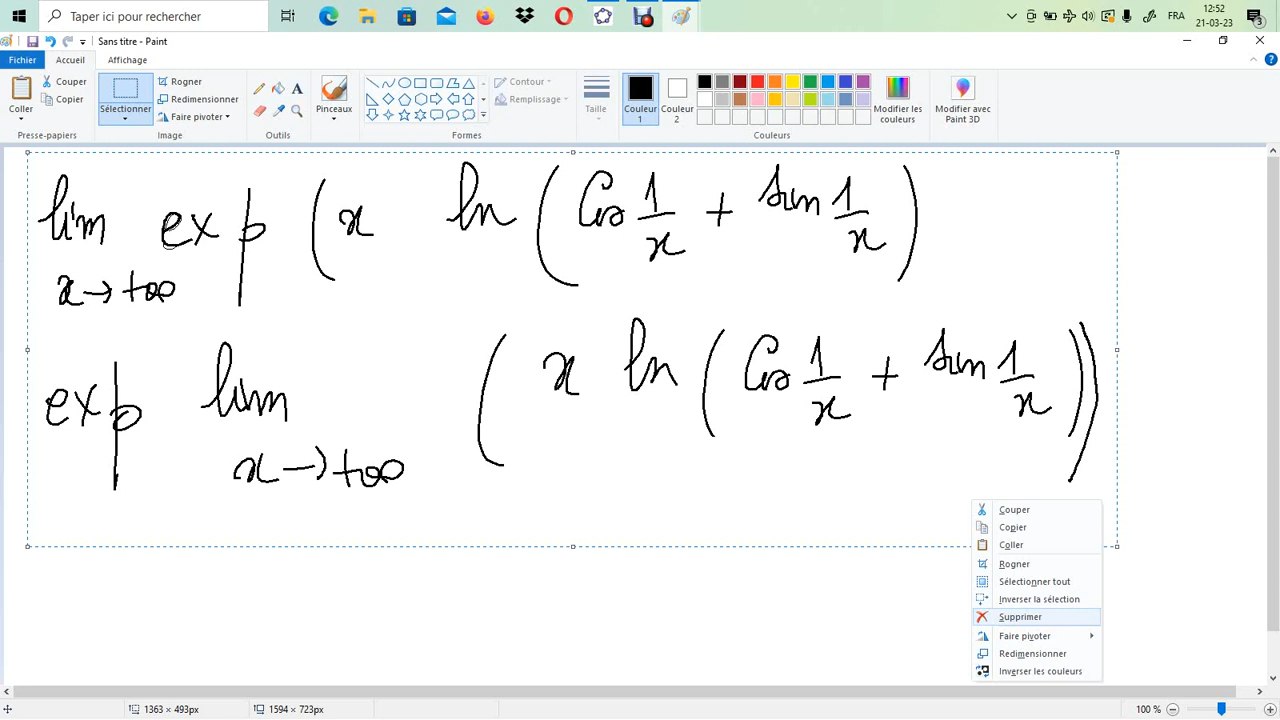 Taper ici pour rechercher
FRA
12:52
21-03-23
3
Sans titre - Paint
Fichier
Accueil
Affichage
Coller
Couper
Copier
Presse-papiers
Sélectionner
Rogner
Redimensionner
Faire pivoter
Image
A
Outils
Pinceaux
Contour
Remplissage
Formes
Taille
Couleur 1
Couleur 2
Couleurs
Modifier les couleurs
Modifier avec Paint 3D
lim exp (x ln (Cos 1/x + sin 1/x)
x→+∞
exp lim (x ln (Cos 1/x + sin 1/x))
x→+∞
Couper
Copier
Coller
Rogner
Sélectionner tout
Inverser la sélection
Supprimer
Faire pivoter
Redimensionner
Inverser les couleurs
1363 × 493px
1594 × 723px
100 %